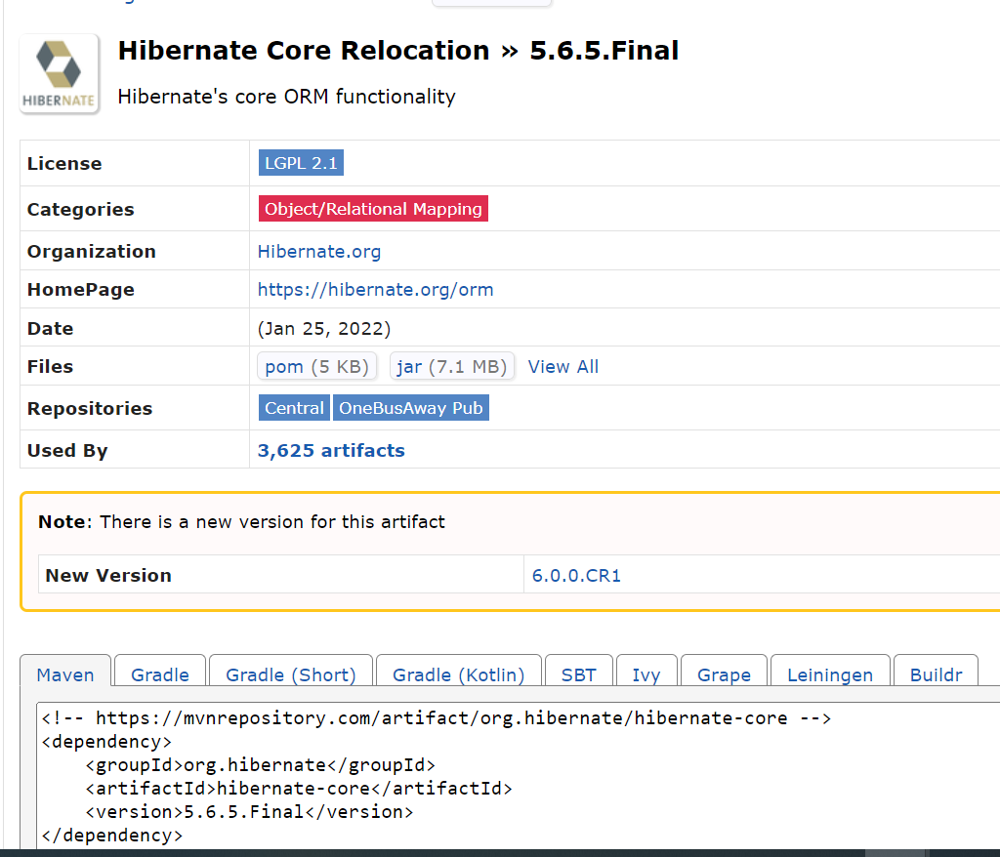 Hibernate Core Relocation » 5.6.5.Final
HIBERNATE
Hibernate's core ORM functionality
License LGPL 2.1
Categories Object/Relational Mapping
Organization Hibernate.org
HomePage https://hibernate.org/orm
Date (Jan 25, 2022)
Files pom (5 KB) jar (7.1 MB) View All
Repositories Central OneBusAway Pub
Used By 3,625 artifacts
Note: There is a new version for this artifact
New Version 6.0.0.CR1
Maven Gradle Gradle (Short) Gradle (Kotlin) SBT Ivy Grape Leiningen Buildr
<!-- https://mvnrepository.com/artifact/org.hibernate/hibernate-core -->
<dependency>
    <groupId>org.hibernate</groupId>
    <artifactId>hibernate-core</artifactId>
    <version>5.6.5.Final</version>
</dependency>